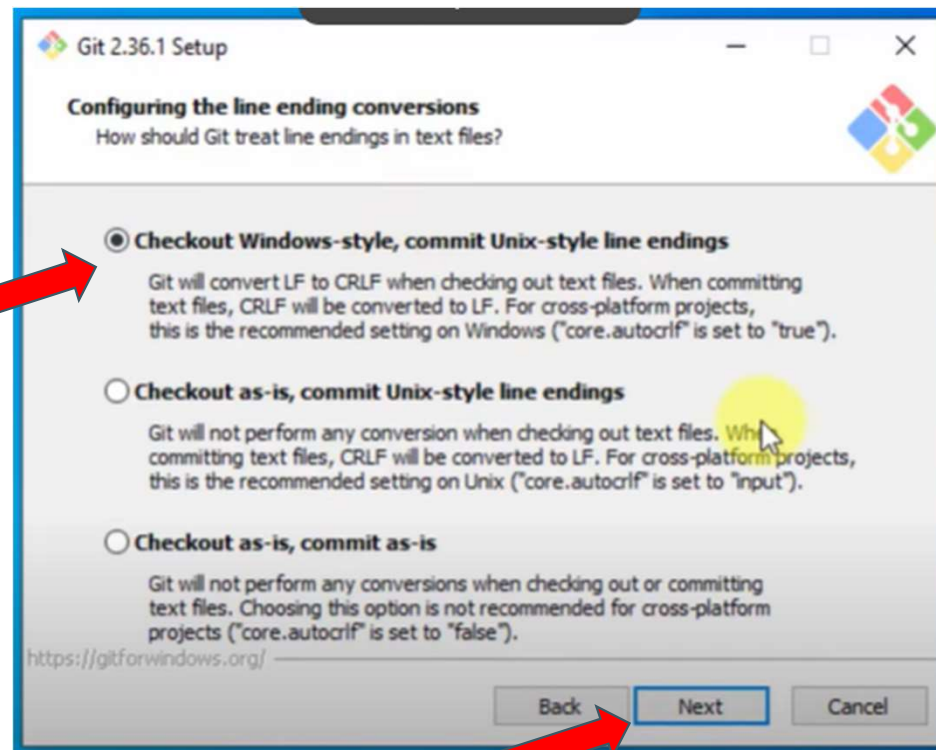 Git 2.36.1 Setup
Configuring the line ending conversions
How should Git treat line endings in text files?
Checkout Windows-style, commit Unix-style line endings
Git will convert LF to CRLF when checking out text files. When committing
text files, CRLF will be converted to LF. For cross-platform projects,
this is the recommended setting on Windows ("core.autocrlf" is set to "true").
Checkout as-is, commit Unix-style line endings
Git will not perform any conversion when checking out text files. When
committing text files, CRLF will be converted to LF. For cross-platform projects,
this is the recommended setting on Unix ("core.autocrlf" is set to "input").
Checkout as-is, commit as-is
Git will not perform any conversions when checking out or committing
text files. Choosing this option is not recommended for cross-platform
projects ("core.autocrlf" is set to "false").
https://gitforwindows.org/
Back Next Cancel